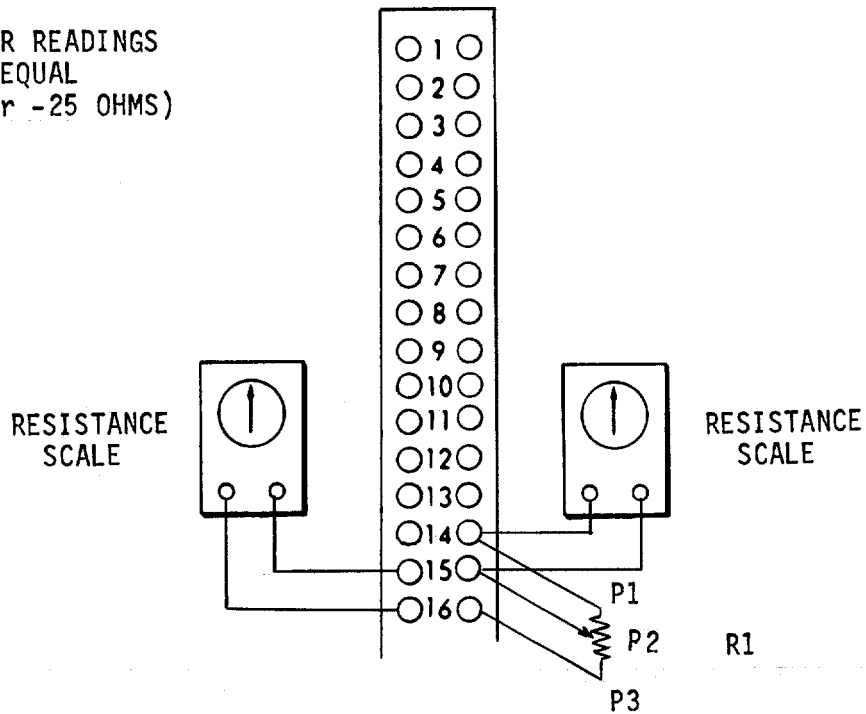 R READINGS
EQUAL
r -25 OHMS)
1
2
3
4
5
6
7
8
9
10
11
12
13
14
15
16
RESISTANCE
SCALE
RESISTANCE
SCALE
P1
P2
R1
P3